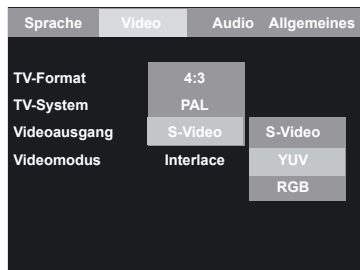 Sprache Video Audio Allgemeines
TV-Format 4:3
TV-System PAL
Videoausgang S-Video S-Video
Videomodus Interlace YUV
RGB